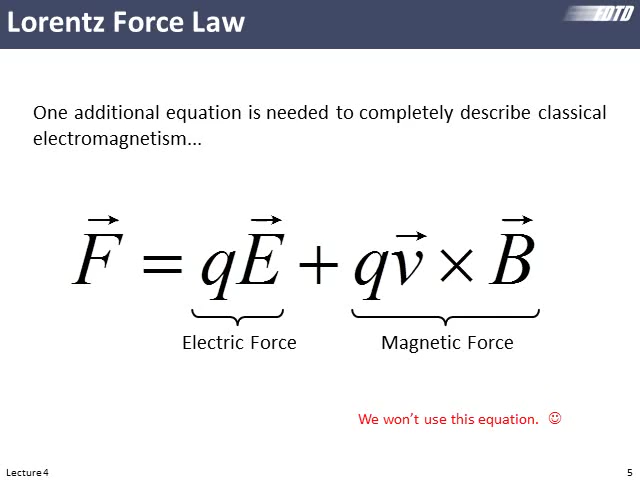 Lorentz Force Law
FDTD
One additional equation is needed to completely describe classical
electromagnetism...
F⃗ = qE⃗ + qv⃗ × B⃗
Electric Force Magnetic Force
We won't use this equation. ☺
Lecture 4 5